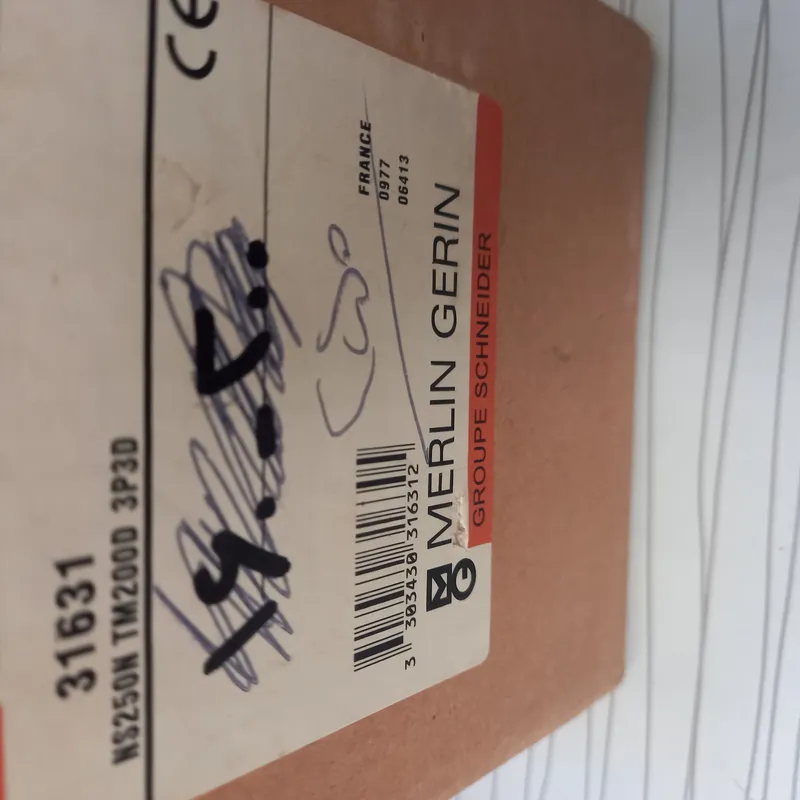 31631
NS250N TM200D 3P3D
CE
FRANCE
0977
06413
3 303430 316312
MERLIN GERIN
GROUPE SCHNEIDER